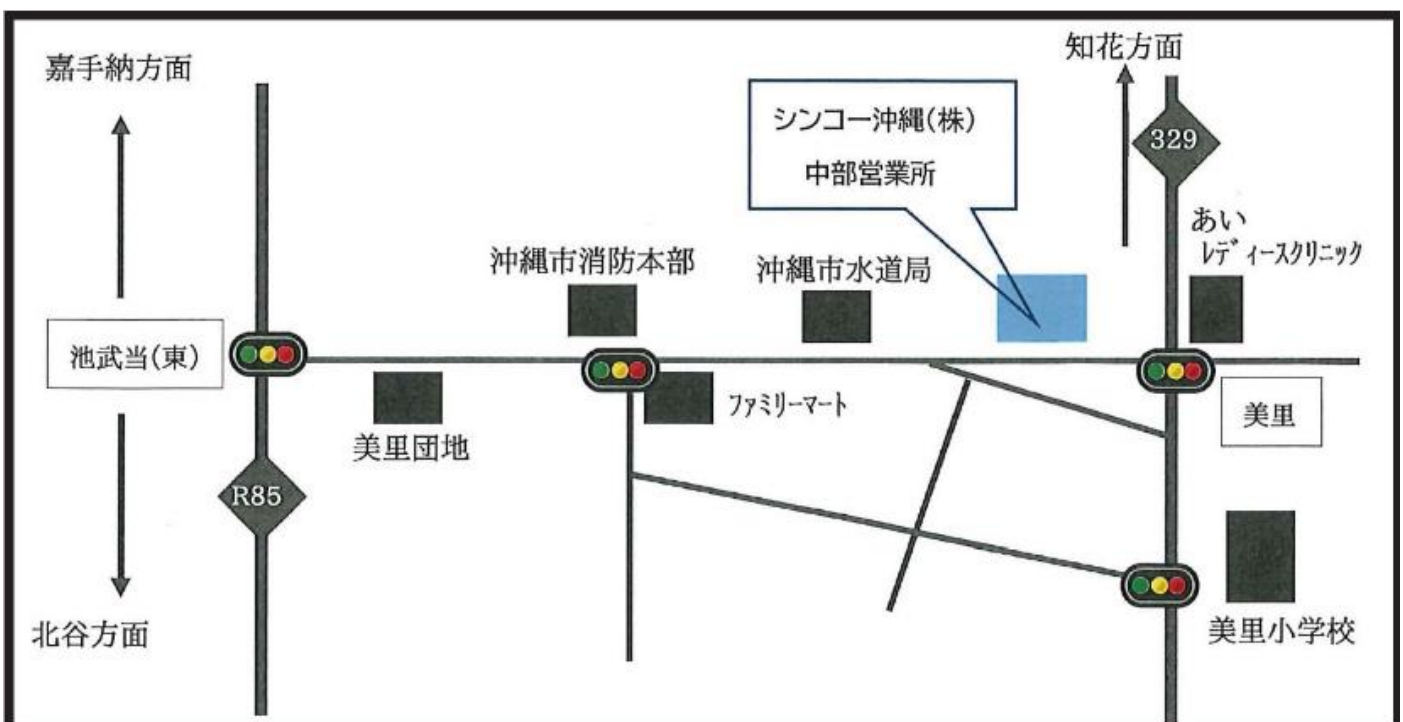 嘉手納方面
知花方面
シンコー沖縄(株)
中部営業所
329
あい
ﾚﾃﾞｨースクリニック
沖縄市消防本部
沖縄市水道局
池武当(東)
ファミリーマート
美里
美里団地
R85
美里小学校
北谷方面